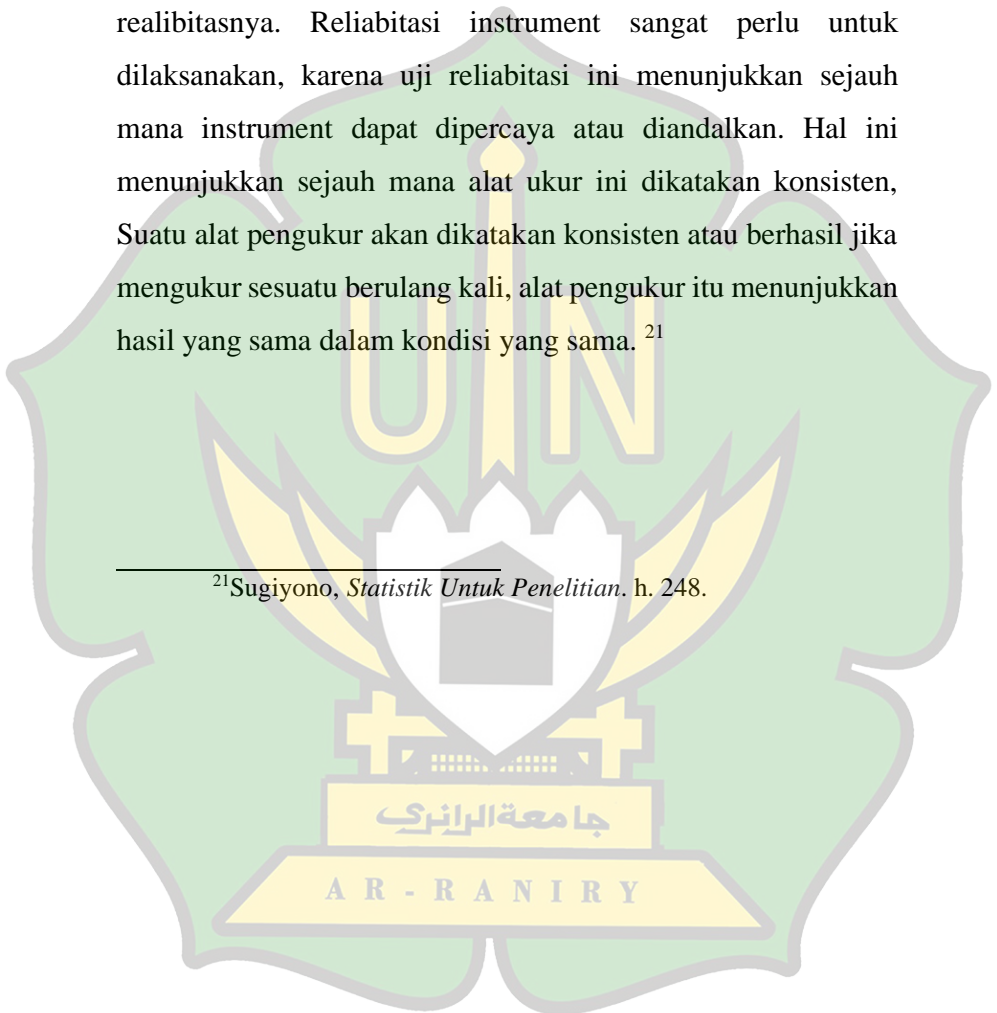 realibitasnya. Reliabitasi instrument sangat perlu untuk
dilaksanakan, karena uji reliabitasi ini menunjukkan sejauh
mana instrument dapat dipercaya atau diandalkan. Hal ini
menunjukkan sejauh mana alat ukur ini dikatakan konsisten,
Suatu alat pengukur akan dikatakan konsisten atau berhasil jika
mengukur sesuatu berulang kali, alat pengukur itu menunjukkan
hasil yang sama dalam kondisi yang sama. 21
UIN
21Sugiyono, Statistik Untuk Penelitian. h. 248.
جامعة الرانري
AR-RANIRY